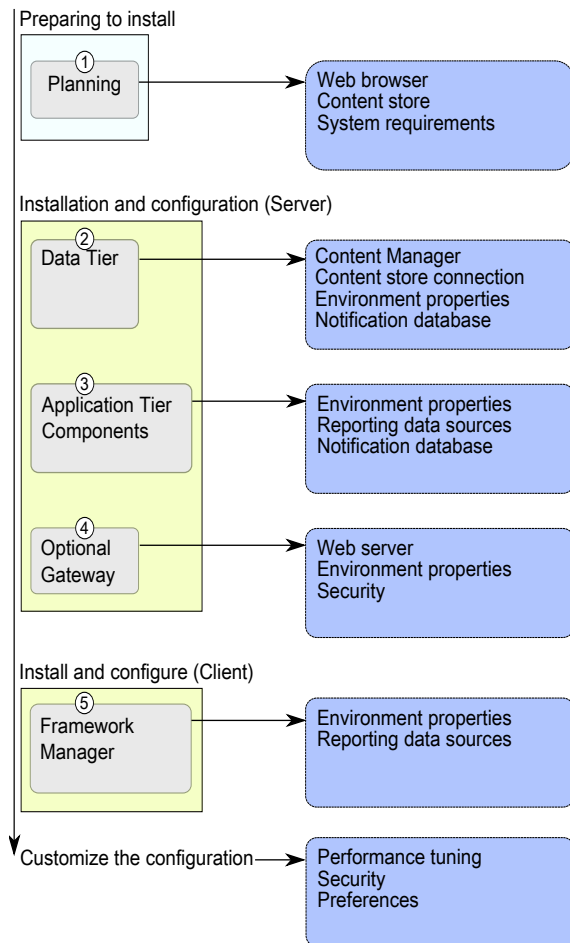 Preparing to install
1
Planning
Web browser
Content store
System requirements
Installation and configuration (Server)
2
Data Tier
Content Manager
Content store connection
Environment properties
Notification database
3
Application Tier
Components
Environment properties
Reporting data sources
Notification database
4
Optional
Gateway
Web server
Environment properties
Security
Install and configure (Client)
5
Framework
Manager
Environment properties
Reporting data sources
Customize the configuration
Performance tuning
Security
Preferences